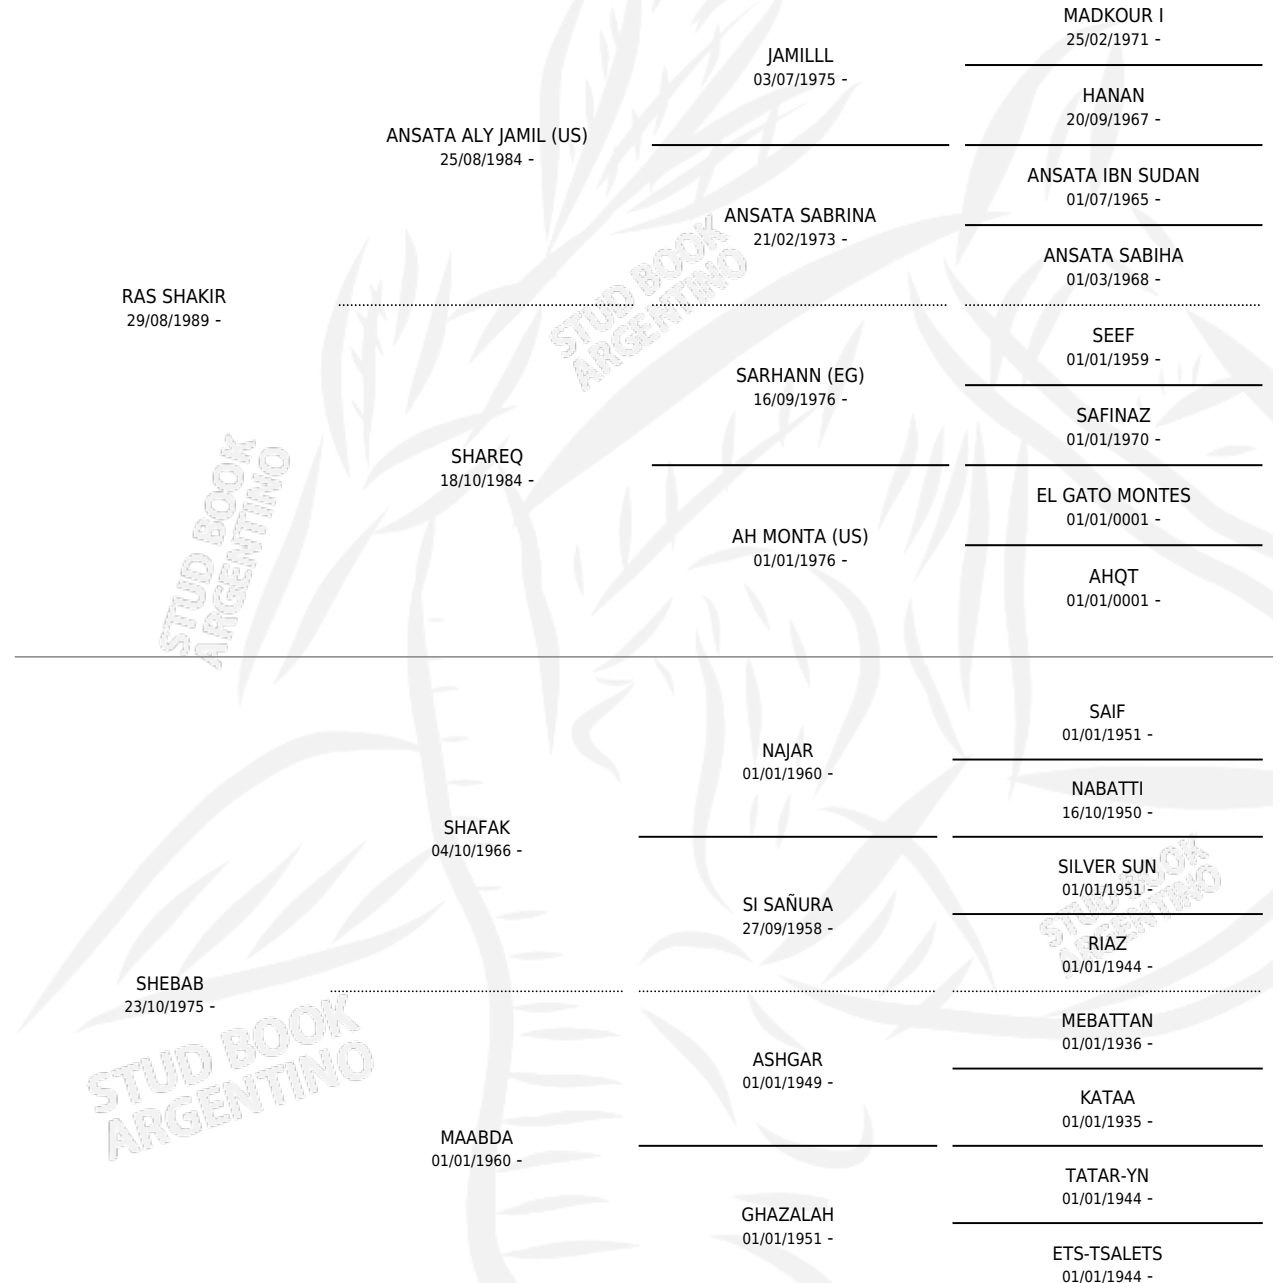 MADKOUR I
25/02/1971 -
JAMILLL
03/07/1975 -
HANAN
20/09/1967 -
ANSATA ALY JAMIL (US)
25/08/1984 -
ANSATA IBN SUDAN
01/07/1965 -
ANSATA SABRINA
21/02/1973 -
ANSATA SABIHA
01/03/1968 -
RAS SHAKIR
29/08/1989 -
STUD BOOK
ARGENTINO
SEEF
01/01/1959 -
SARHANN (EG)
16/09/1976 -
SAFINAZ
01/01/1970 -
SHAREQ
18/10/1984 -
EL GATO MONTES
01/01/0001 -
AH MONTA (US)
01/01/1976 -
AHQT
01/01/0001 -
STUD BOOK
ARGENTINO
SAIF
01/01/1951 -
NAJAR
01/01/1960 -
NABATTI
16/10/1950 -
SHAFAK
04/10/1966 -
SILVER SUN
01/01/1951 -
SI SAÑURA
27/09/1958 -
RIAZ
01/01/1944 -
STUD BOOK
ARGENTINO
SHEBAB
23/10/1975 -
STUD BOOK
ARGENTINO
MEBATTAN
01/01/1936 -
ASHGAR
01/01/1949 -
KATAA
01/01/1935 -
MAABDA
01/01/1960 -
TATAR-YN
01/01/1944 -
GHAZALAH
01/01/1951 -
ETS-TSALETS
01/01/1944 -